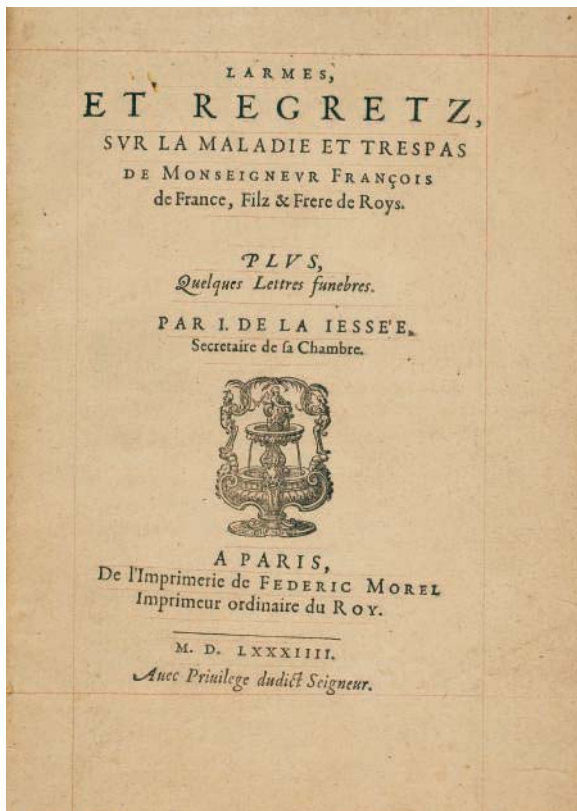 LARMES,
ET REGRETZ,
SVR LA MALADIE ET TRESPAS
DE MONSEIGNEVR FRANÇOIS
de France, Filz & Frere de Roys.
PLVS,
Quelques Lettres funebres.
PAR I. DE LA IESSE'E,
Secretaire de ſa Chambre.
A PARIS,
De l'Imprimerie de FEDERIC MOREL
Imprimeur ordinaire du ROY.
M. D. LXXXIIII.
Auec Priuilege dudict Seigneur.